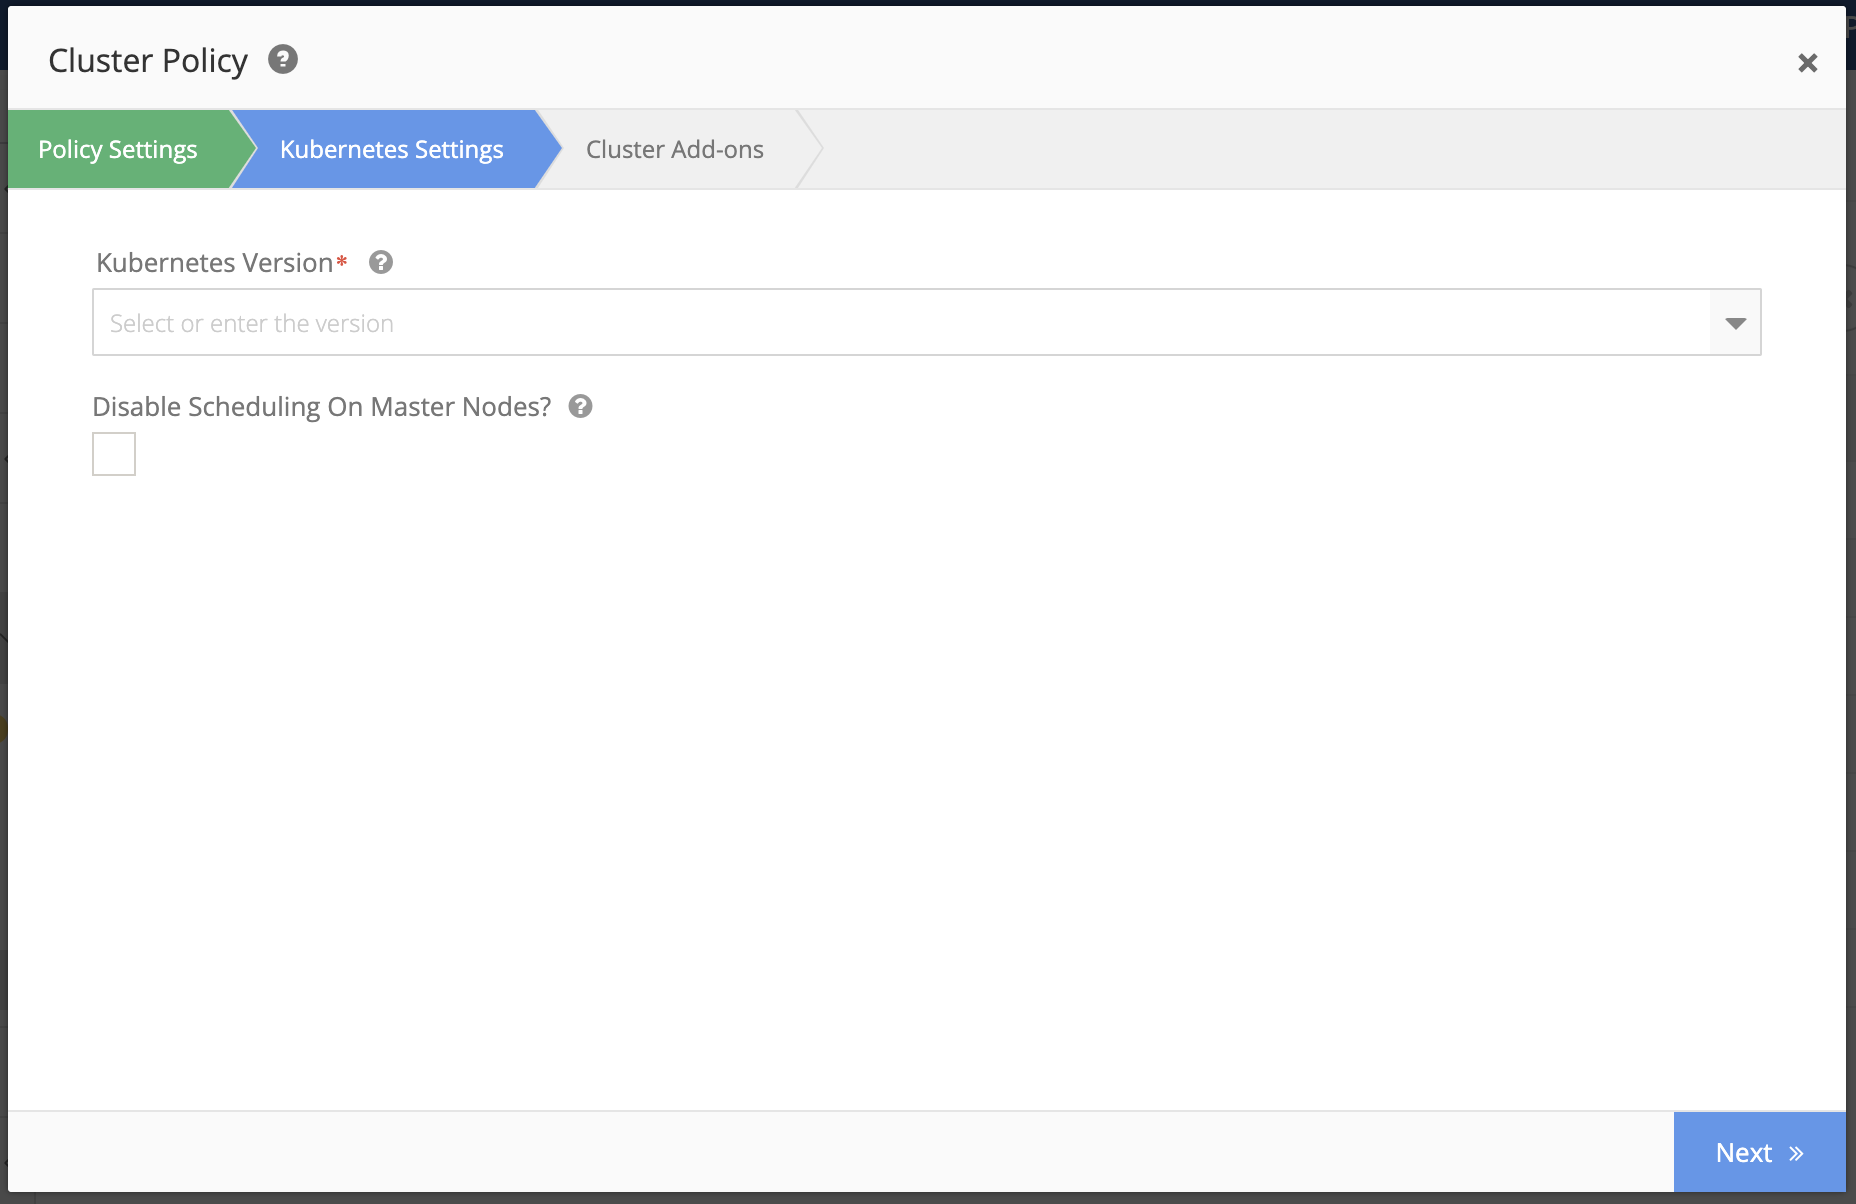 Cluster Policy ?
Policy Settings
Kubernetes Settings
Cluster Add-ons
Kubernetes Version* ?
Select or enter the version
Disable Scheduling On Master Nodes? ?
Next »